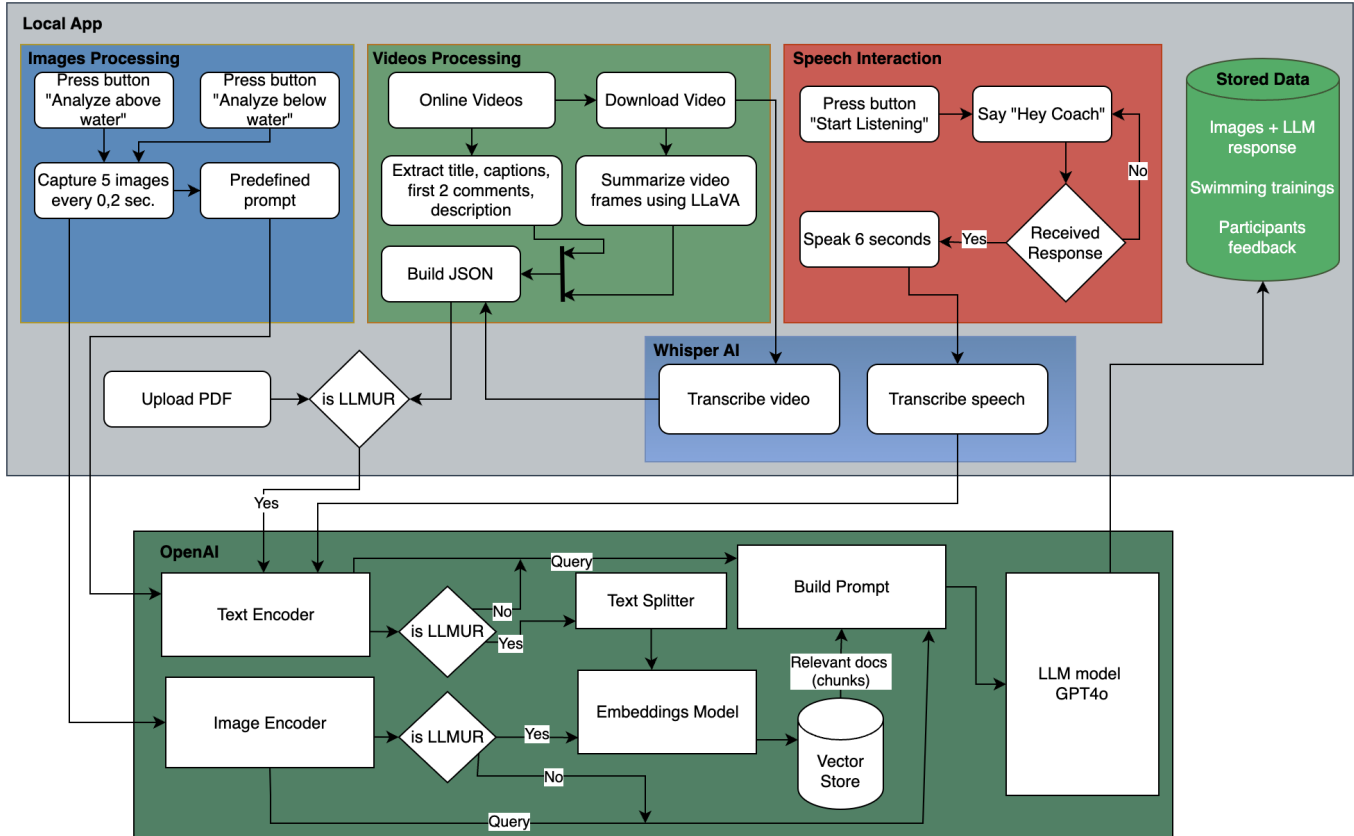 Local App
Images Processing
Press button
"Analyze above
water"
Press button
"Analyze below
water"
Capture 5 images
every 0,2 sec.
Predefined
prompt
Videos Processing
Online Videos
Download Video
Extract title, captions,
first 2 comments,
description
Summarize video
frames using LLaVA
Build JSON
Speech Interaction
Press button
"Start Listening"
Say "Hey Coach"
No
Received
Response
Yes
Speak 6 seconds
Stored Data
Images + LLM
response
Swimming trainings
Participants
feedback
Whisper AI
Transcribe video
Transcribe speech
Upload PDF
is LLMUR
Yes
OpenAI
Text Encoder
is LLMUR
No
Yes
Query
Text Splitter
Build Prompt
Image Encoder
is LLMUR
Yes
No
Query
Embeddings Model
Relevant docs
(chunks)
Vector
Store
LLM model
GPT4o